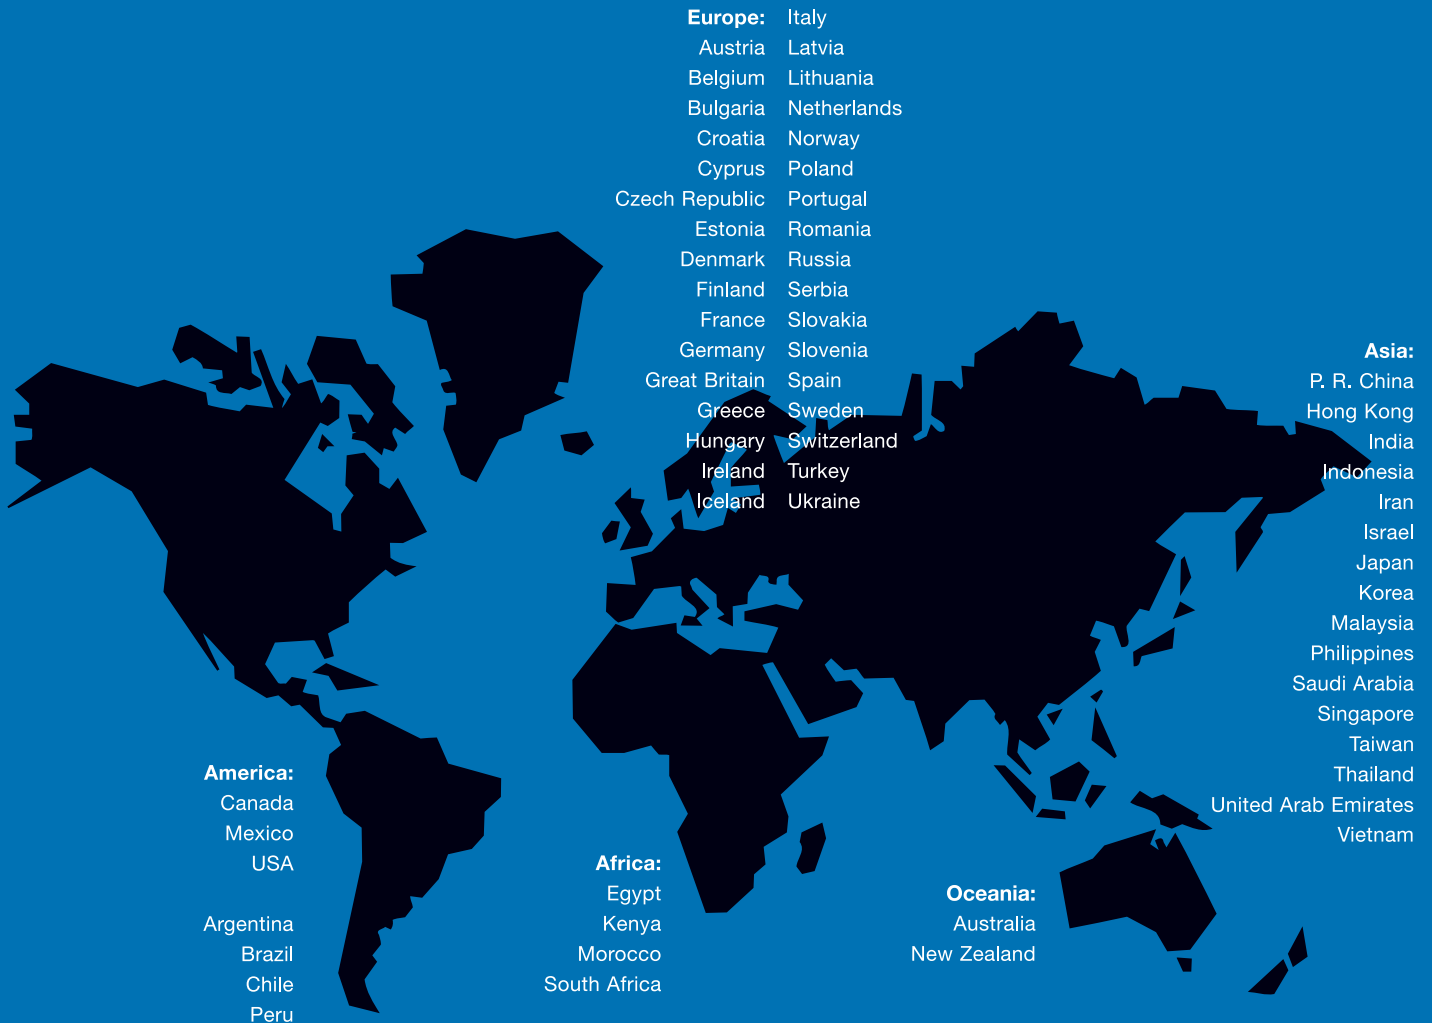 Europe:
Austria
Belgium
Bulgaria
Croatia
Cyprus
Czech Republic
Estonia
Denmark
Finland
France
Germany
Great Britain
Greece
Hungary
Ireland
Iceland
Italy
Latvia
Lithuania
Netherlands
Norway
Poland
Portugal
Romania
Russia
Serbia
Slovakia
Slovenia
Spain
Sweden
Switzerland
Turkey
Ukraine
Asia:
P. R. China
Hong Kong
India
Indonesia
Iran
Israel
Japan
Korea
Malaysia
Philippines
Saudi Arabia
Singapore
Taiwan
Thailand
United Arab Emirates
Vietnam
America:
Canada
Mexico
USA
Argentina
Brazil
Chile
Peru
Africa:
Egypt
Kenya
Morocco
South Africa
Oceania:
Australia
New Zealand